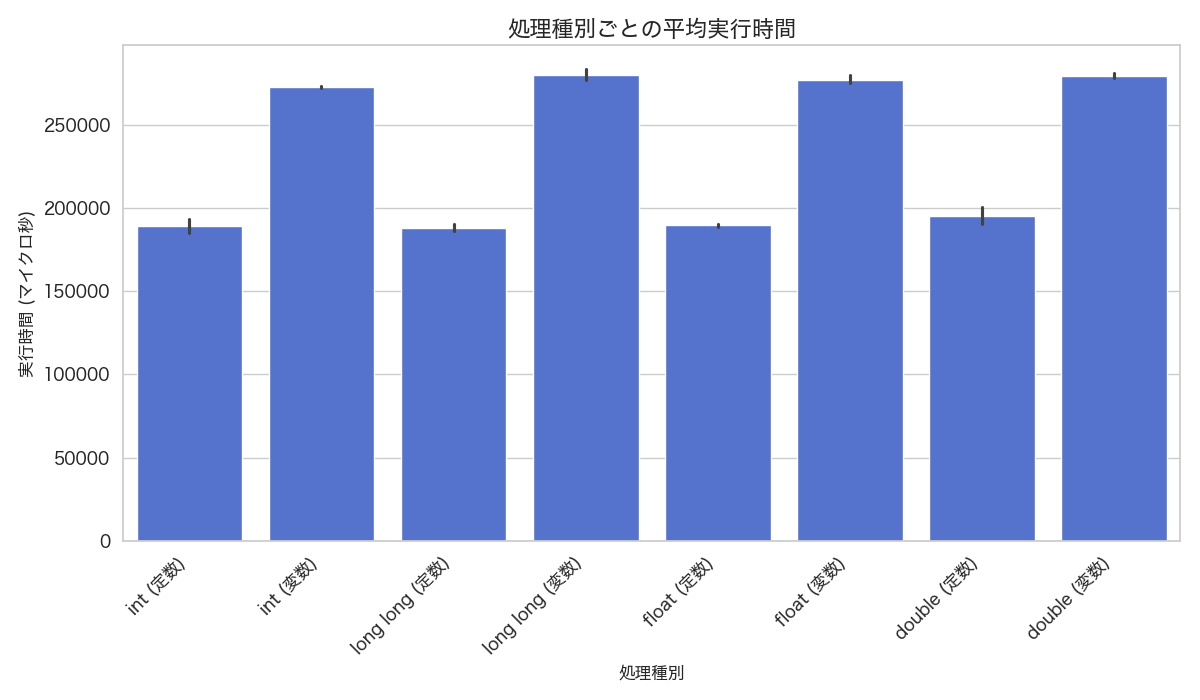 処理種別ごとの平均実行時間
実行時間 (マイクロ秒)
250000
200000
150000
100000
50000
0
int (定数)
int (変数)
long long (定数)
long long (変数)
float (定数)
float (変数)
double (定数)
double (変数)
処理種別